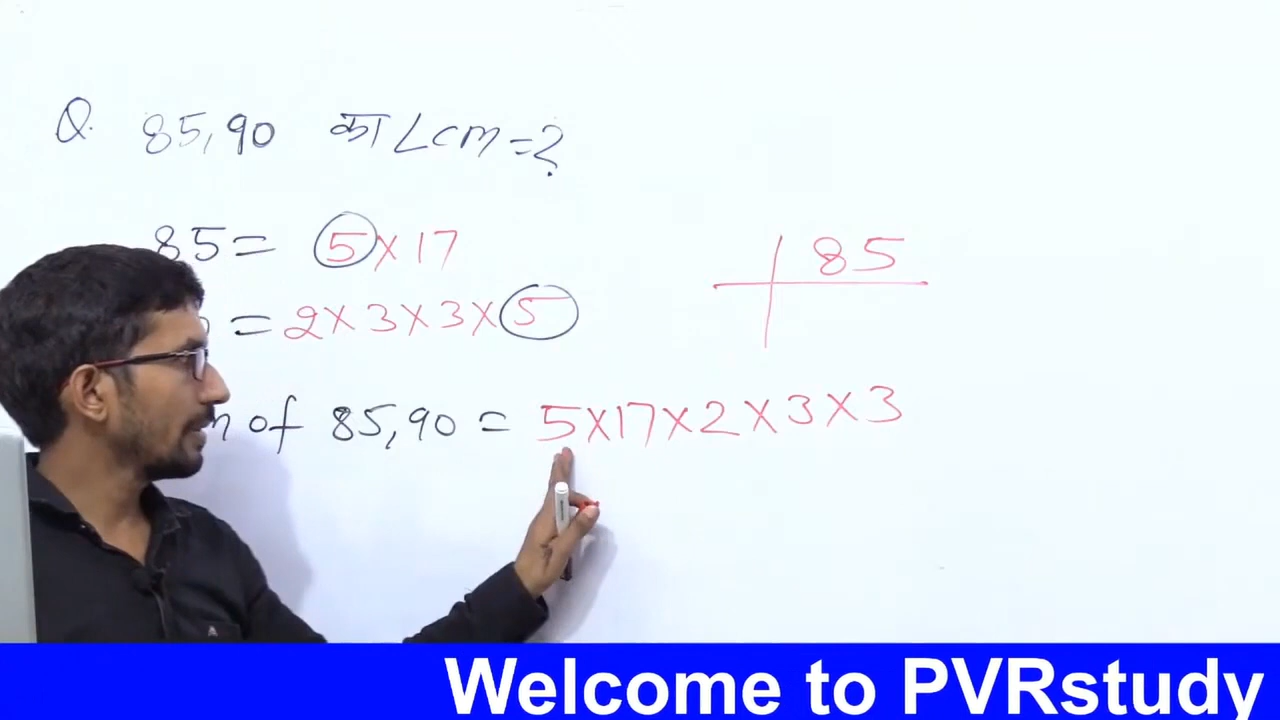 Q. 85,90 का Lcm=?
85= 5×17
= 2×3×3×5
85
of 85,90 = 5×17×2×3×3
Welcome to PVRstudy